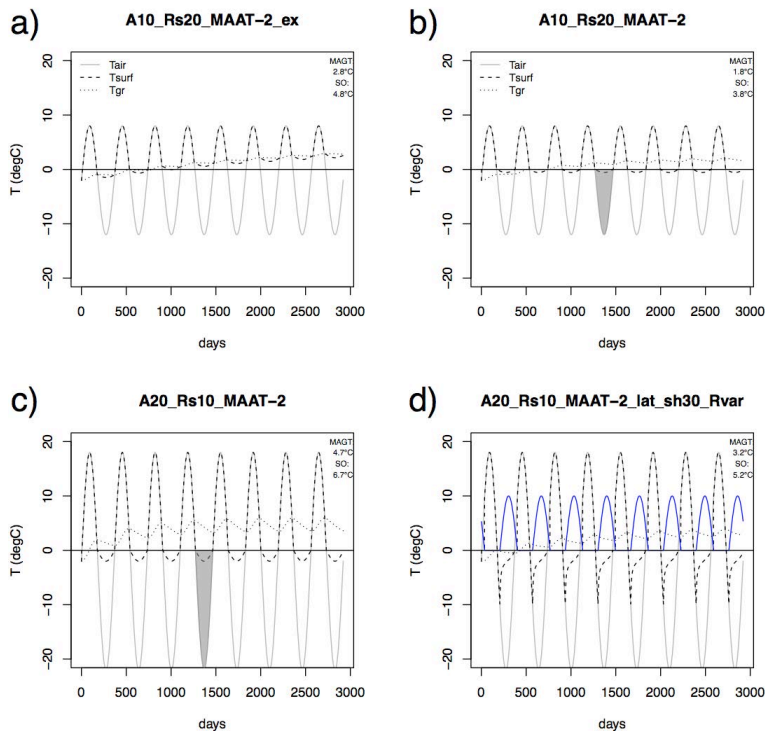 a)
A10_Rs20_MAAT−2_ex
T (degC)
20
10
0
−10
−20
Tair
Tsurf
Tgr
MAGT:
2.8°C
SO:
4.8°C
0 500 1000 1500 2000 2500 3000
days
b)
A10_Rs20_MAAT−2
T (degC)
20
10
0
−10
−20
Tair
Tsurf
Tgr
MAGT:
1.8°C
SO:
3.8°C
0 500 1000 1500 2000 2500 3000
days
c)
A20_Rs10_MAAT−2
T (degC)
20
10
0
−10
−20
MAGT:
4.7°C
SO:
6.7°C
0 500 1000 1500 2000 2500 3000
days
d)
A20_Rs10_MAAT−2_lat_sh30_Rvar
T (degC)
20
10
0
−10
−20
MAGT:
3.2°C
SO:
5.2°C
0 500 1000 1500 2000 2500 3000
days